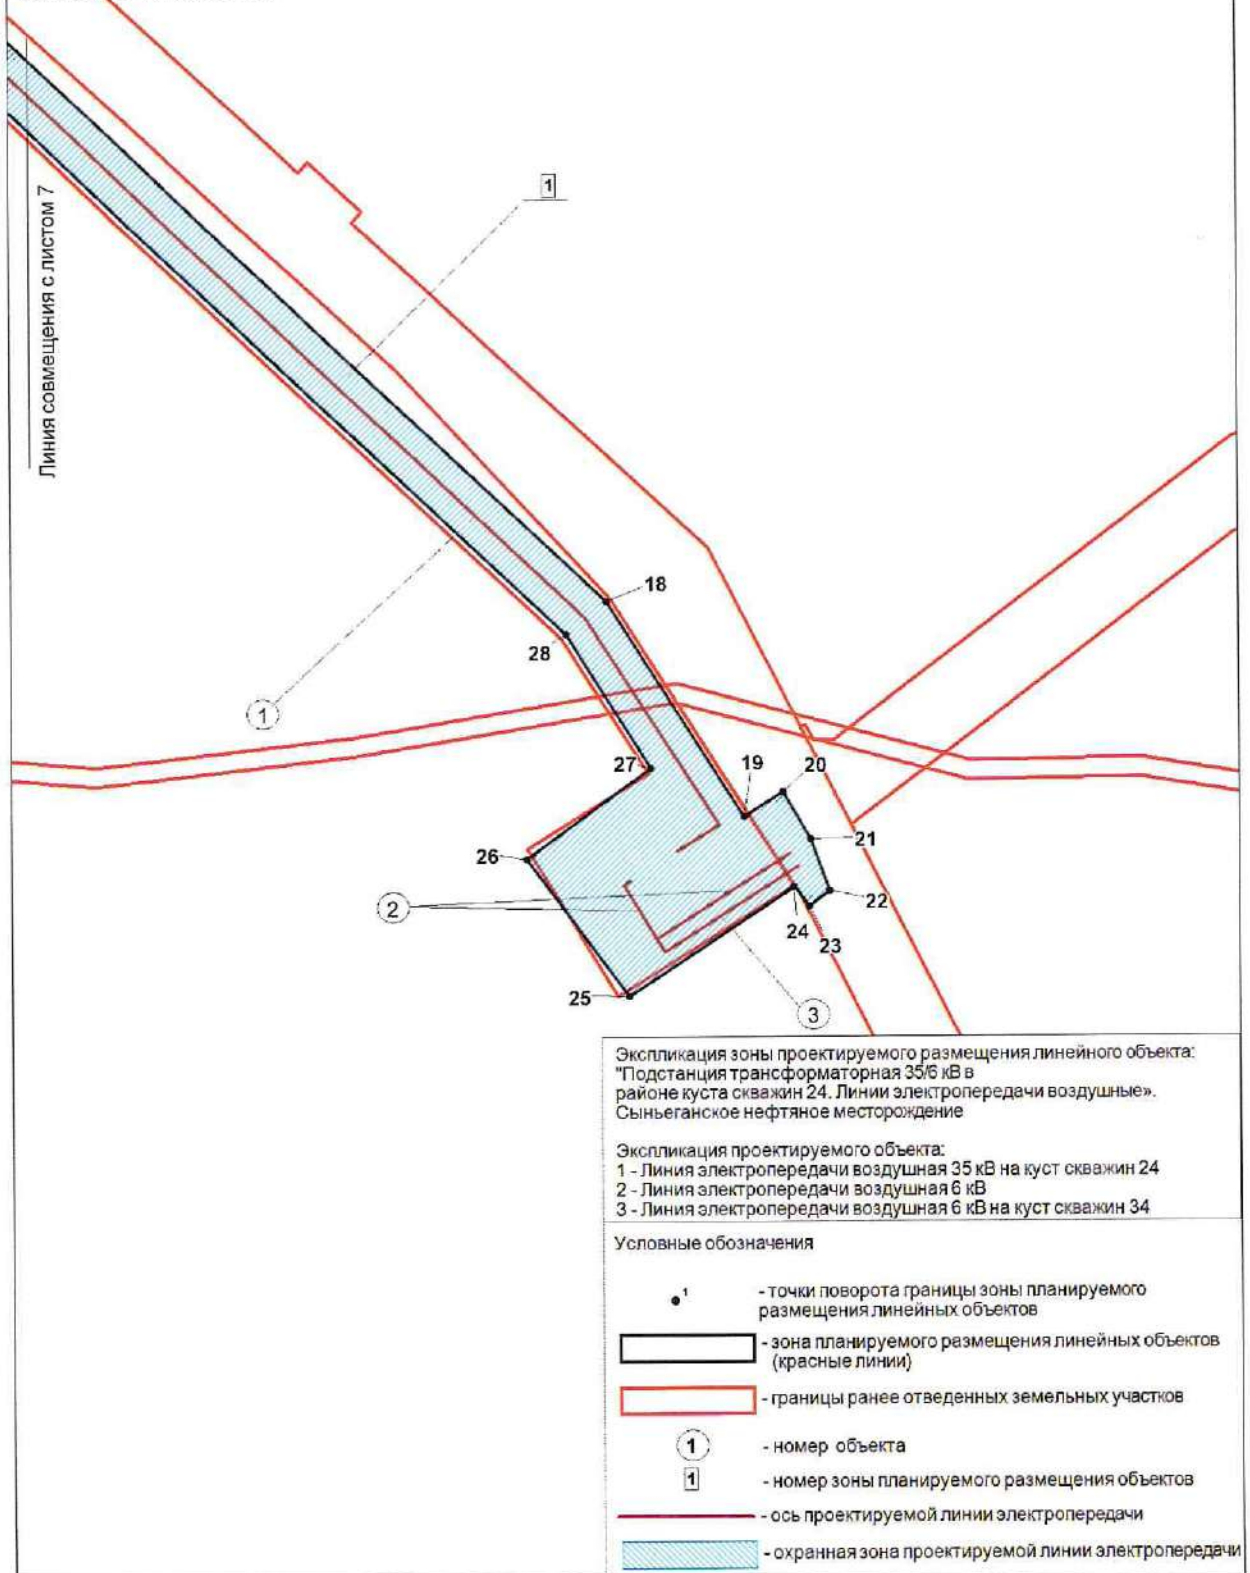 1
Линия совмещения с листом 7
18
28
1
27
19
20
26
21
2
22
24
23
25
3
Экспликация зоны проектируемого размещения линейного объекта:
"Подстанция трансформаторная 35/6 кВ в
районе куста скважин 24. Линии электропередачи воздушные».
Сыньеганское нефтяное месторождение
Экспликация проектируемого объекта:
1 - Линия электропередачи воздушная 35 кВ на куст скважин 24
2 - Линия электропередачи воздушная 6 кВ
3 - Линия электропередачи воздушная 6 кВ на куст скважин 34
Условные обозначения
1
- точки поворота границы зоны планируемого
размещения линейных объектов
- зона планируемого размещения линейных объектов
(красные линии)
- границы ранее отведенных земельных участков
1
- номер объекта
1
- номер зоны планируемого размещения объектов
- ось проектируемой линии электропередачи
- охранная зона проектируемой линии электропередачи